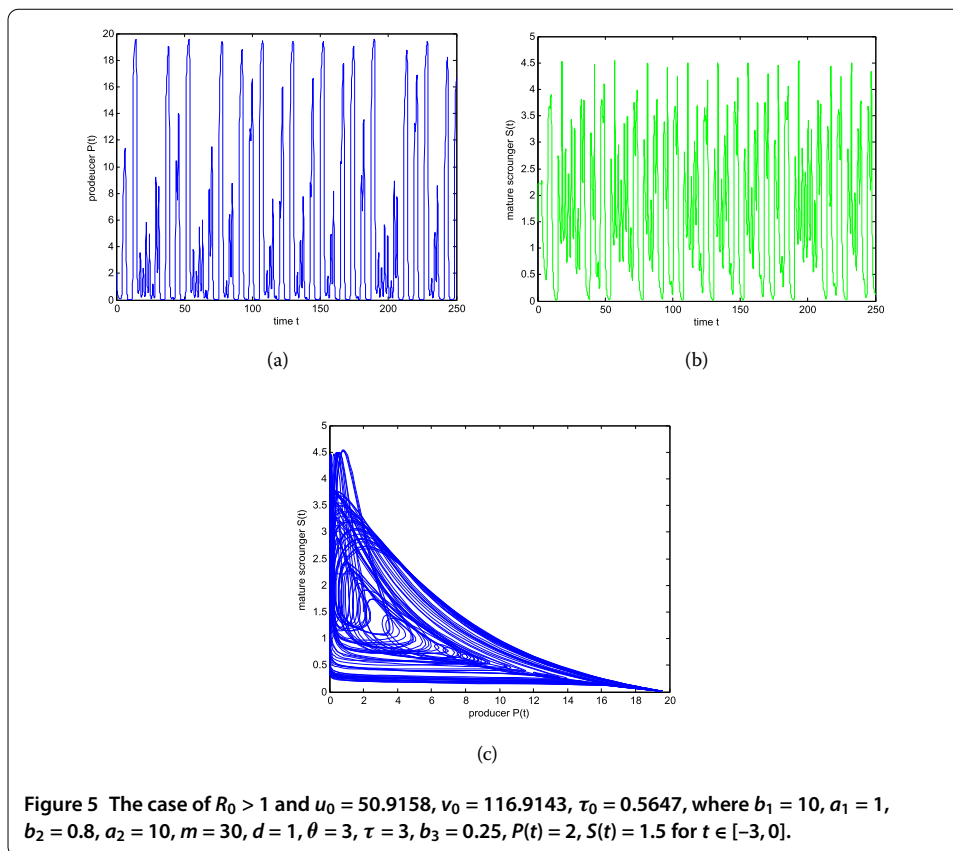 20
18
16
14
12
10
8
6
4
2
0
prodeucer P(t)
0 50 100 150 200 250
time t
(a)
5
4.5
4
3.5
3
2.5
2
1.5
1
0.5
0
mature scrounger S(t)
0 50 100 150 200 250
time t
(b)
5
4.5
4
3.5
3
2.5
2
1.5
1
0.5
0
mature scrounger S(t)
0 2 4 6 8 10 12 14 16 18 20
producer P(t)
(c)
Figure 5 The case of R₀ > 1 and u₀ = 50.9158, v₀ = 116.9143, τ₀ = 0.5647, where b₁ = 10, a₁ = 1,
b₂ = 0.8, a₂ = 10, m = 30, d = 1, θ = 3, τ = 3, b₃ = 0.25, P(t) = 2, S(t) = 1.5 for t ∈ [–3, 0].